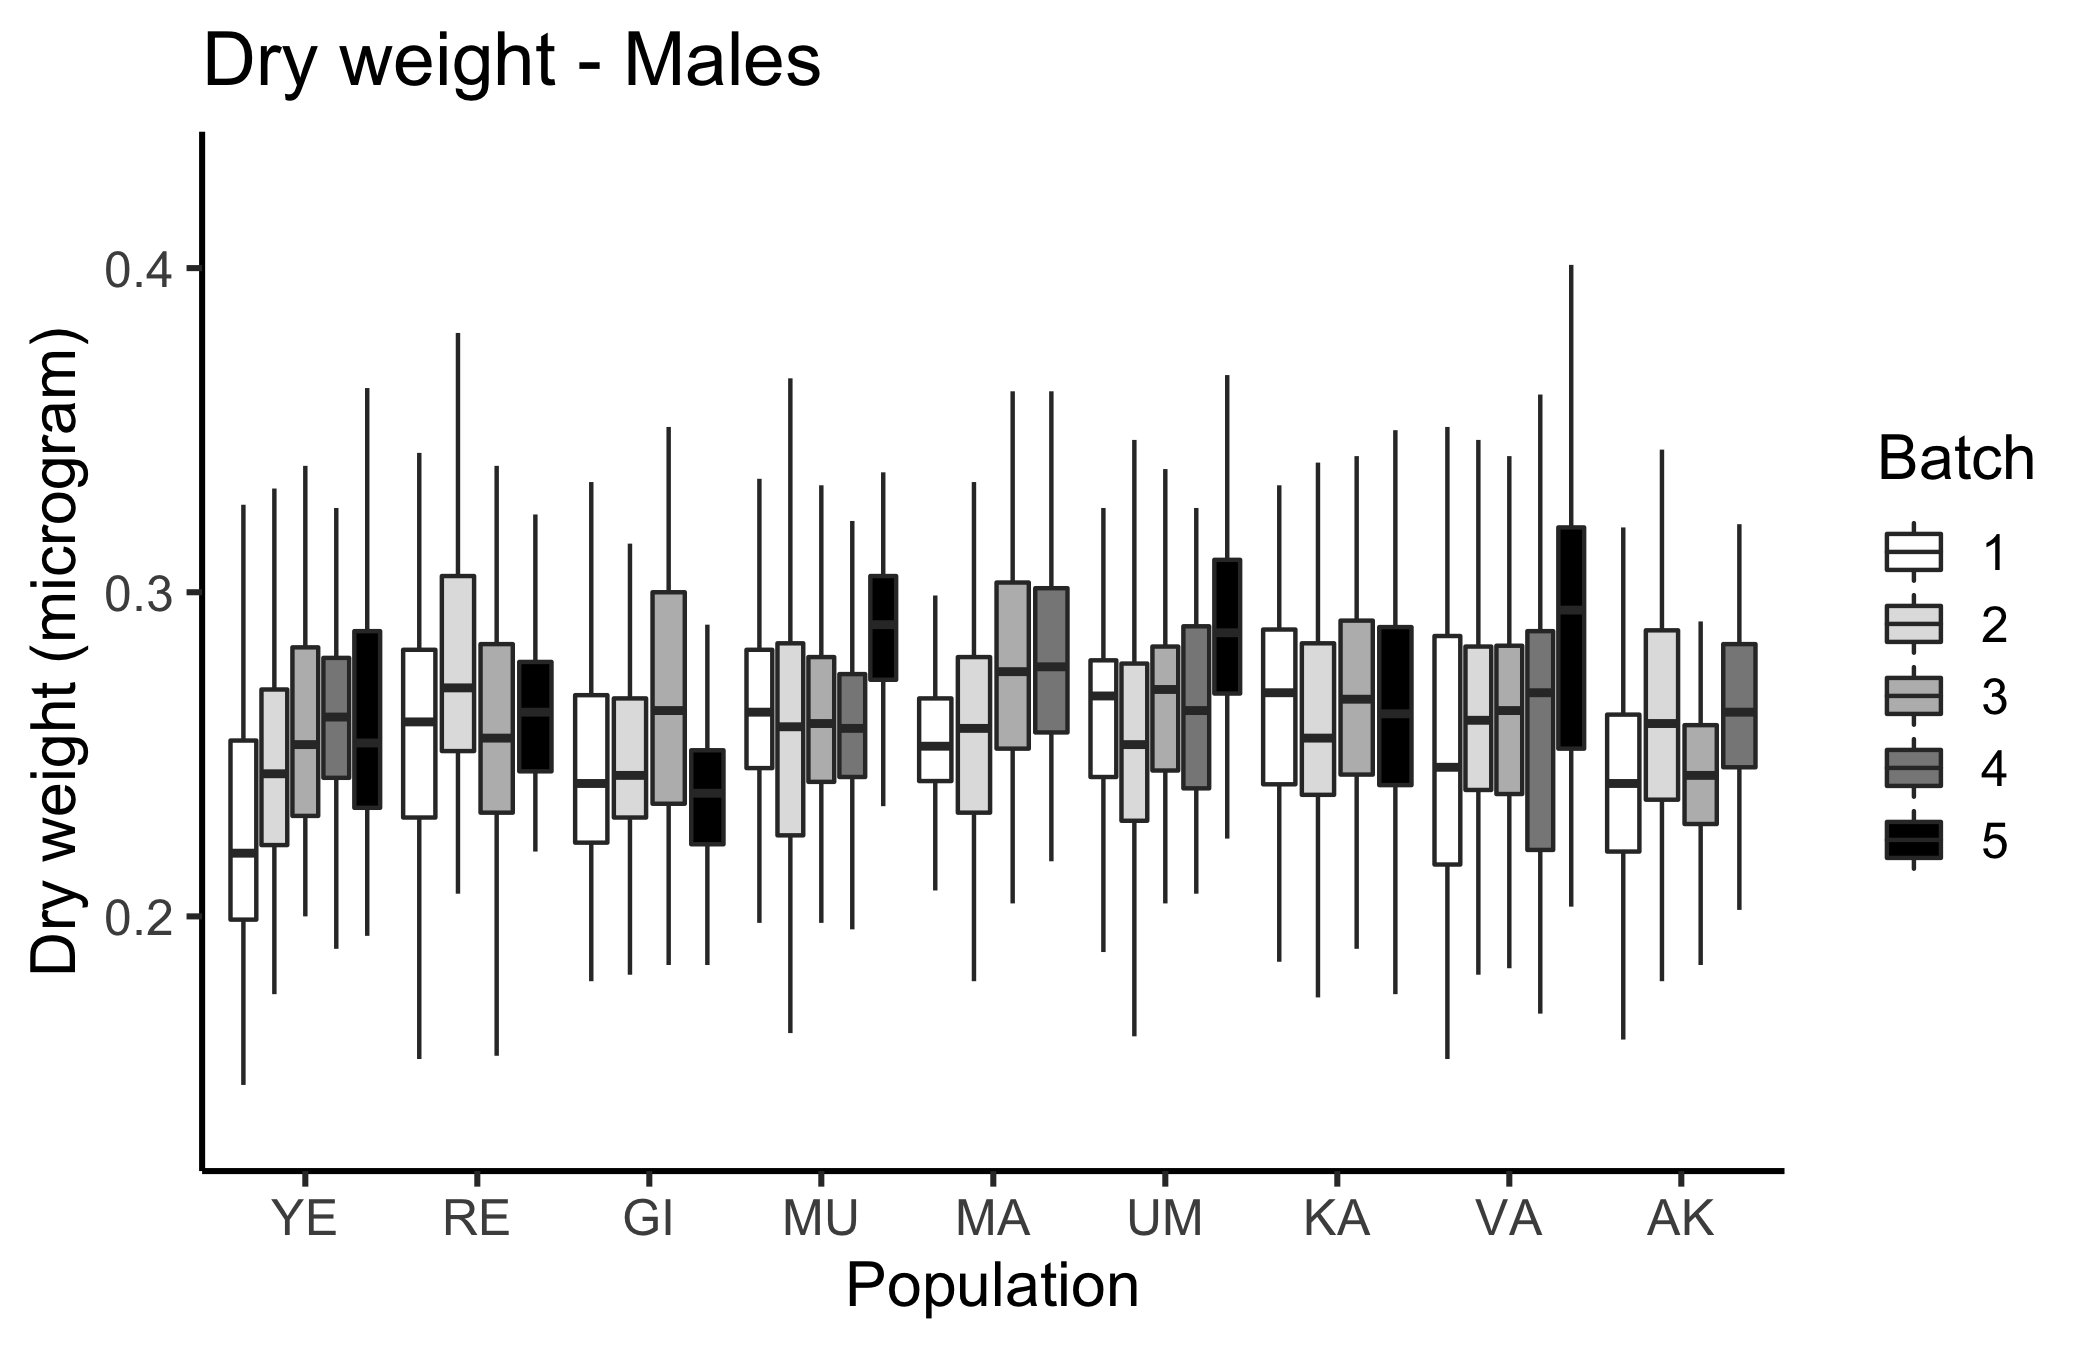 Dry weight - Males
Dry weight (microgram)
0.4
0.3
0.2
YE RE GI MU MA UM KA VA AK
Population
Batch
1
2
3
4
5